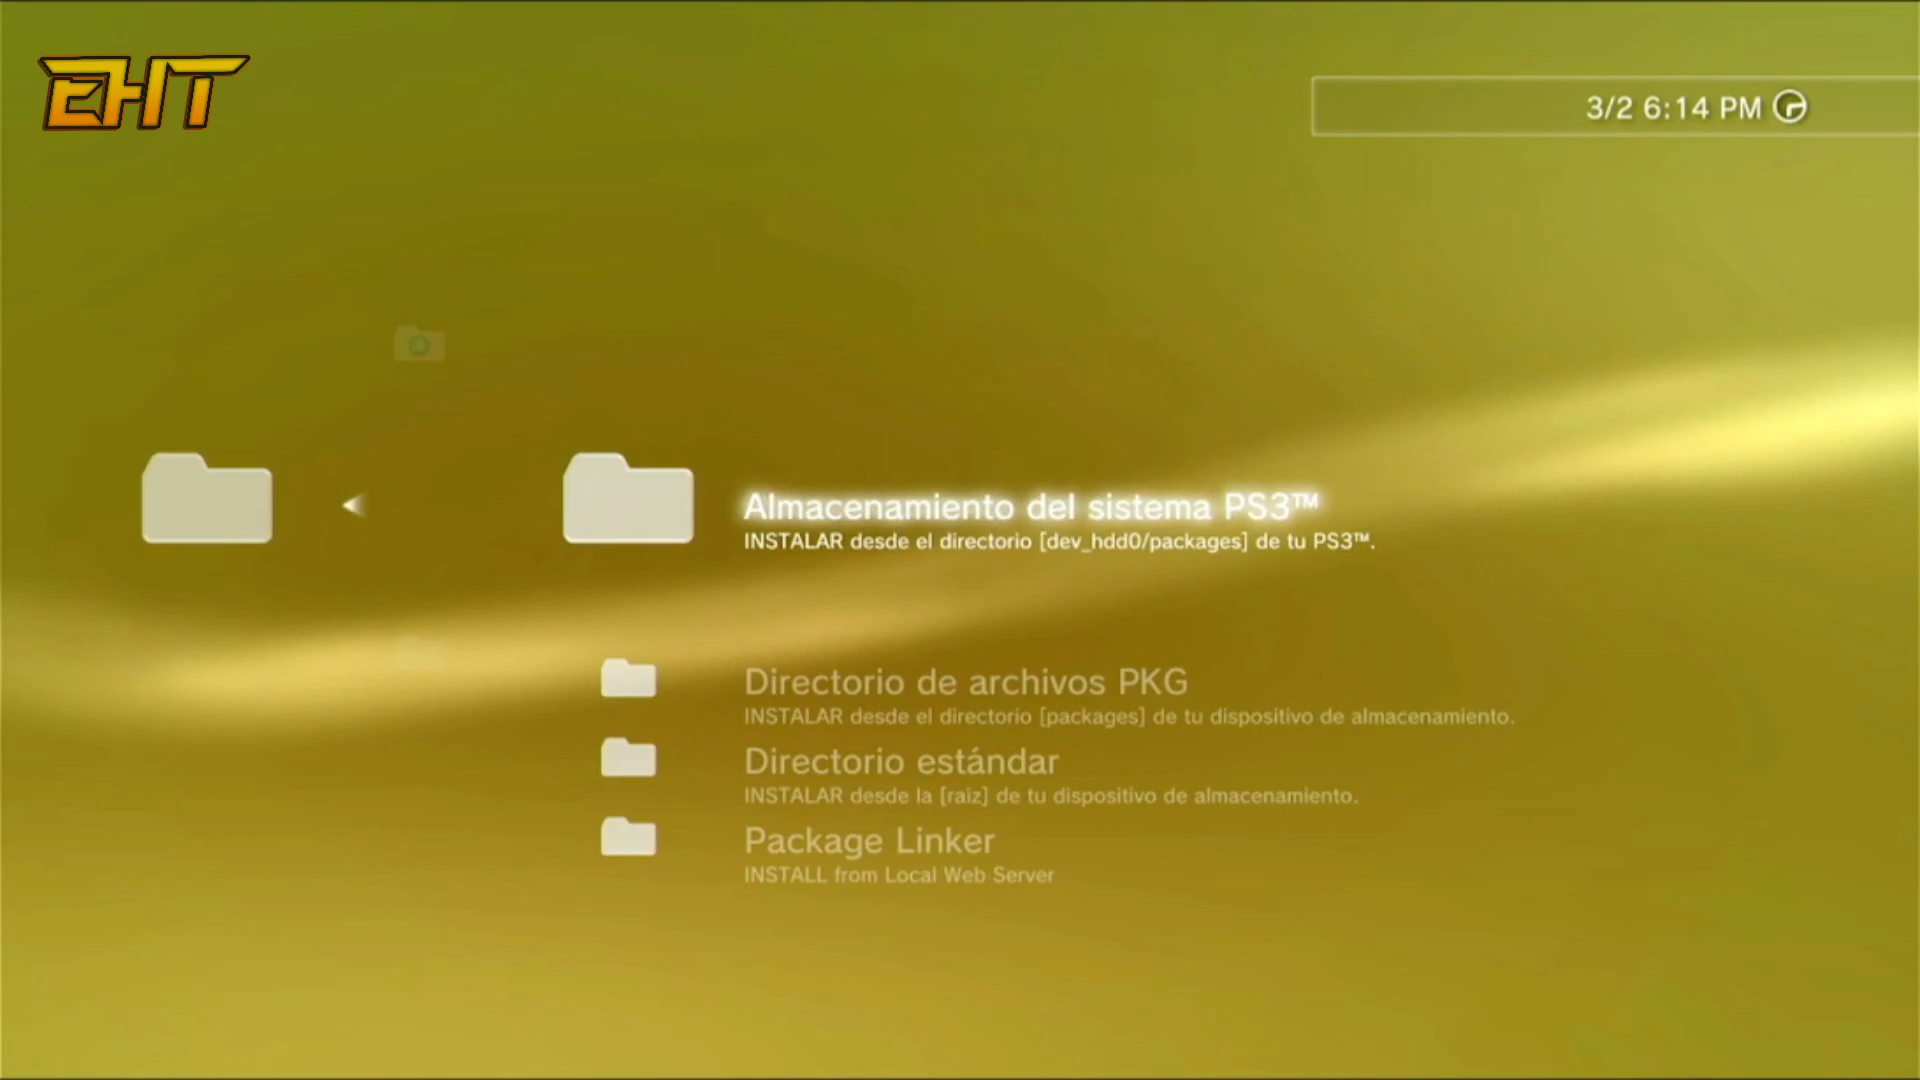 EHT
3/2 6:14 PM
Almacenamiento del sistema PS3™
INSTALAR desde el directorio [dev_hdd0/packages] de tu PS3™.
Directorio de archivos PKG
INSTALAR desde el directorio [packages] de tu dispositivo de almacenamiento.
Directorio estándar
INSTALAR desde la [raiz] de tu dispositivo de almacenamiento.
Package Linker
INSTALL from Local Web Server